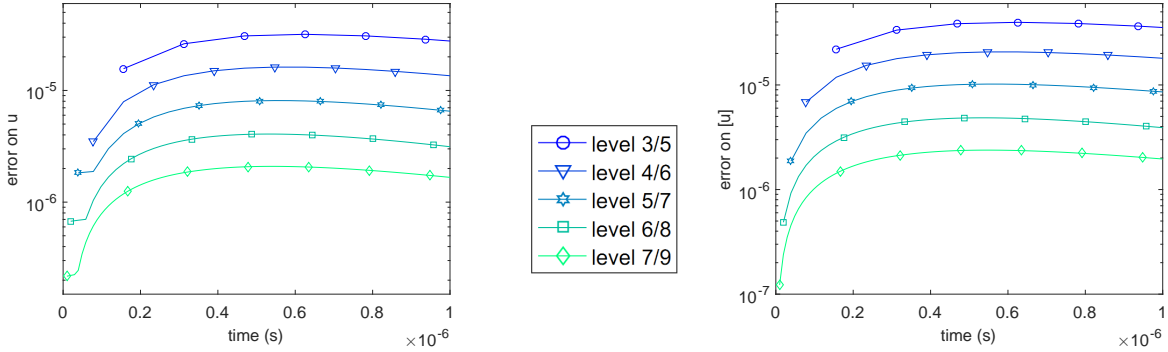 error on u
10^-5
10^-6
0
0.2
0.4
0.6
0.8
1
time (s)
×10^-6
level 3/5
level 4/6
level 5/7
level 6/8
level 7/9
error on [u]
10^-5
10^-6
10^-7
0
0.2
0.4
0.6
0.8
1
time (s)
×10^-6